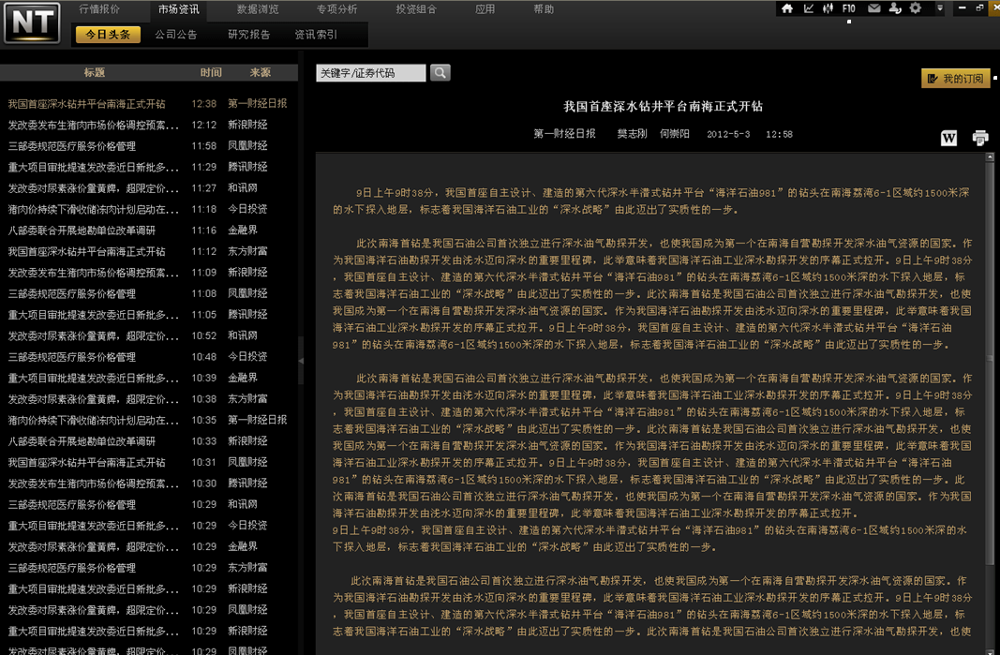 NT
行情报价 市场资讯 数据浏览 专项分析 投资组合 应用 帮助
F10
今日头条 公司公告 研究报告 资讯索引
标题 时间 来源
我国首座深水钻井平台南海正式开钻 12:38 第一财经日报
发改委发布生猪肉市场价格调控预案... 12:12 新浪财经
三部委规范医疗服务价格管理 11:58 凤凰财经
重大项目审批提速发改委近日新批多... 11:29 腾讯财经
发改委对尿素涨价量黄牌，超限定价... 11:27 和讯网
猪肉价持续下滑收储冻肉计划启动在... 11:18 今日投资
八部委联合开展地勘单位改革调研 11:16 金融界
我国首座深水钻井平台南海正式开钻 11:12 东方财富
发改委发布生猪肉市场价格调控预案... 11:09 新浪财经
三部委规范医疗服务价格管理 11:08 凤凰财经
重大项目审批提速发改委近日新批多... 11:05 腾讯财经
发改委对尿素涨价量黄牌，超限定价... 10:52 和讯网
三部委规范医疗服务价格管理 10:48 今日投资
重大项目审批提速发改委近日新批多... 10:39 金融界
发改委对尿素涨价量黄牌，超限定价... 10:38 东方财富
猪肉价持续下滑收储冻肉计划启动在... 10:35 第一财经日报
八部委联合开展地勘单位改革调研 10:33 新浪财经
我国首座深水钻井平台南海正式开钻 10:31 凤凰财经
发改委发布生猪肉市场价格调控预案... 10:30 腾讯财经
三部委规范医疗服务价格管理 10:29 和讯网
重大项目审批提速发改委近日新批多... 10:29 今日投资
发改委对尿素涨价量黄牌，超限定价... 10:29 金融界
三部委规范医疗服务价格管理 10:29 东方财富
重大项目审批提速发改委近日新批多... 10:29 新浪财经
发改委对尿素涨价量黄牌，超限定价... 10:29 凤凰财经
重大项目审批提速发改委近日新批多... 10:29 新浪财经
发改委对尿素涨价量黄牌，超限定价... 10:29 凤凰财经
关键字/证券代码
我的订阅
我国首座深水钻井平台南海正式开钻
第一财经日报 樊志刚 何崇阳 2012-5-3 12:58
W
9日上午9时38分，我国首座自主设计、建造的第六代深水半潜式钻井平台“海洋石油981”的钻头在南海荔湾6-1区域约1500米深
的水下探入地层，标志着我国海洋石油工业的“深水战略”由此迈出了实质性的一步。
此次南海首钻是我国石油公司首次独立进行深水油气勘探开发，也使我国成为第一个在南海自营勘探开发深水油气资源的国家。作
为我国海洋石油勘探开发由浅水迈向深水的重要里程碑，此举意味着我国海洋石油工业深水勘探开发的序幕正式拉开。9日上午9时38分
，我国首座自主设计、建造的第六代深水半潜式钻井平台“海洋石油981”的钻头在南海荔湾6-1区域约1500米深的水下探入地层，标
志着我国海洋石油工业的“深水战略”由此迈出了实质性的一步。此次南海首钻是我国石油公司首次独立进行深水油气勘探开发，也使
我国成为第一个在南海自营勘探开发深水油气资源的国家。作为我国海洋石油勘探开发由浅水迈向深水的重要里程碑，此举意味着我国
海洋石油工业深水勘探开发的序幕正式拉开。9日上午9时38分，我国首座自主设计、建造的第六代深水半潜式钻井平台“海洋石油
981”的钻头在南海荔湾6-1区域约1500米深的水下探入地层，标志着我国海洋石油工业的“深水战略”由此迈出了实质性的一步。
此次南海首钻是我国石油公司首次独立进行深水油气勘探开发，也使我国成为第一个在南海自营勘探开发深水油气资源的国家。作
为我国海洋石油勘探开发由浅水迈向深水的重要里程碑，此举意味着我国海洋石油工业深水勘探开发的序幕正式拉开。9日上午9时38分
，我国首座自主设计、建造的第六代深水半潜式钻井平台“海洋石油981”的钻头在南海荔湾6-1区域约1500米深的水下探入地层，标
志着我国海洋石油工业的“深水战略”由此迈出了实质性的一步。此次南海首钻是我国石油公司首次独立进行深水油气勘探开发，也使
我国成为第一个在南海自营勘探开发深水油气资源的国家。作为我国海洋石油勘探开发由浅水迈向深水的重要里程碑，此举意味着我国
海洋石油工业深水勘探开发的序幕正式拉开。9日上午9时38分，我国首座自主设计、建造的第六代深水半潜式钻井平台“海洋石油
981”的钻头在南海荔湾6-1区域约1500米深的水下探入地层，标志着我国海洋石油工业的“深水战略”由此迈出了实质性的一步。此
次南海首钻是我国石油公司首次独立进行深水油气勘探开发，也使我国成为第一个在南海自营勘探开发深水油气资源的国家。作为我国
海洋石油勘探开发由浅水迈向深水的重要里程碑，此举意味着我国海洋石油工业深水勘探开发的序幕正式拉开。
9日上午9时38分，我国首座自主设计、建造的第六代深水半潜式钻井平台“海洋石油981”的钻头在南海荔湾6-1区域约1500米深的水
下探入地层，标志着我国海洋石油工业的“深水战略”由此迈出了实质性的一步。
此次南海首钻是我国石油公司首次独立进行深水油气勘探开发，也使我国成为第一个在南海自营勘探开发深水油气资源的国家。作
为我国海洋石油勘探开发由浅水迈向深水的重要里程碑，此举意味着我国海洋石油工业深水勘探开发的序幕正式拉开。9日上午9时38分
，我国首座自主设计、建造的第六代深水半潜式钻井平台“海洋石油981”的钻头在南海荔湾6-1区域约1500米深的水下探入地层，标
志着我国海洋石油工业的“深水战略”由此迈出了实质性的一步。此次南海首钻是我国石油公司首次独立进行深水油气勘探开发，也使